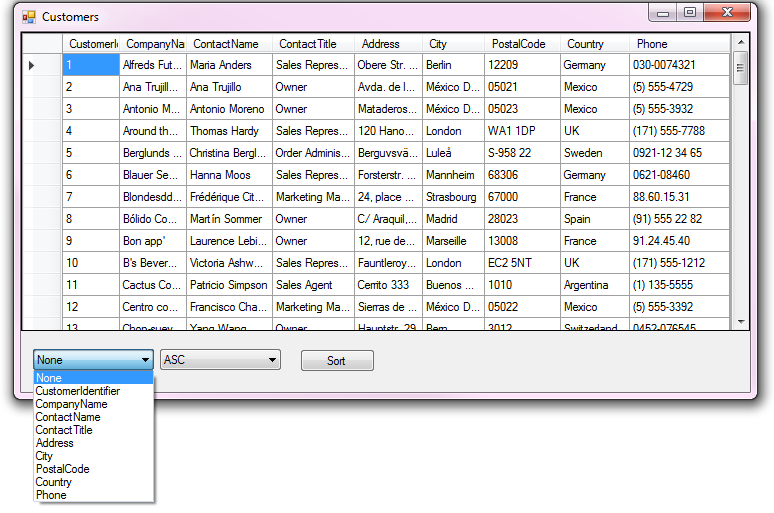 Customers
CustomerIc CompanyNa ContactName ContactTitle Address City PostalCode Country Phone
1 Alfreds Fut... Maria Anders Sales Repres... Obere Str. ... Berlin 12209 Germany 030-0074321
2 Ana Trujill... Ana Trujillo Owner Avda. de l... México D... 05021 Mexico (5) 555-4729
3 Antonio M... Antonio Moreno Owner Mataderos... México D... 05023 Mexico (5) 555-3932
4 Around th... Thomas Hardy Sales Repres... 120 Hano... London WA1 1DP UK (171) 555-7788
5 Berglunds ... Christina Bergl... Order Adminis... Berguvsvä... Luleå S-958 22 Sweden 0921-12 34 65
6 Blauer Se... Hanna Moos Sales Repres... Forsterstr. ... Mannheim 68306 Germany 0621-08460
7 Blondesdd... Frédérique Cit... Marketing Ma... 24, place ... Strasbourg 67000 France 88.60.15.31
8 Bólido Co... Martín Sommer Owner C/ Araquil,... Madrid 28023 Spain (91) 555 22 82
9 Bon app' Laurence Lebi... Owner 12, rue de... Marseille 13008 France 91.24.45.40
10 B's Bever... Victoria Ashw... Sales Repres... Fauntleroy... London EC2 5NT UK (171) 555-1212
11 Cactus Co... Patricio Simpson Sales Agent Cerrito 333 Buenos ... 1010 Argentina (1) 135-5555
12 Centro co... Francisco Cha... Marketing Ma... Sierras de ... México D... 05022 Mexico (5) 555-3392
13 Chop-suey ... Yang Wang Owner Hauptstr. 29 Bern 3012 Switzerland 0452-076545
None ASC Sort
None
CustomerIdentifier
CompanyName
ContactName
ContactTitle
Address
City
PostalCode
Country
Phone